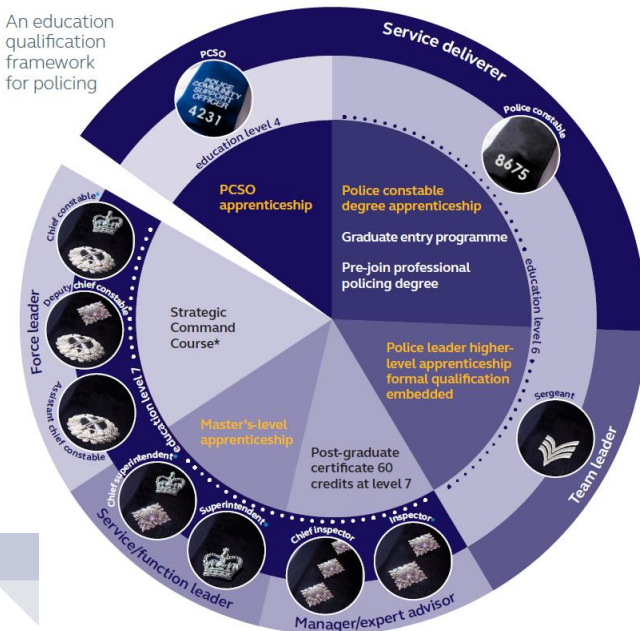 An education
qualification
framework
for policing
Service deliverer
PCSO
POLICE
COMMUNITY
SUPPORT
OFFICER
4231
education level 4
Police constable
8675
PCSO
apprenticeship
Police constable
degree apprenticeship
Graduate entry programme
Pre-join professional
policing degree
education level 6
Police leader higher-
level apprenticeship
formal qualification
embedded
Sergeant
Team leader
Post-graduate
certificate 60
credits at level 7
Inspector*
Chief inspector
Manager/expert advisor
Master's-level
apprenticeship
Superintendent*
Chief superintendent*
Service/function leader
Strategic
Command
Course*
education level 7
Assistant chief
constable
Deputy chief constable
Chief constable*
Force leader